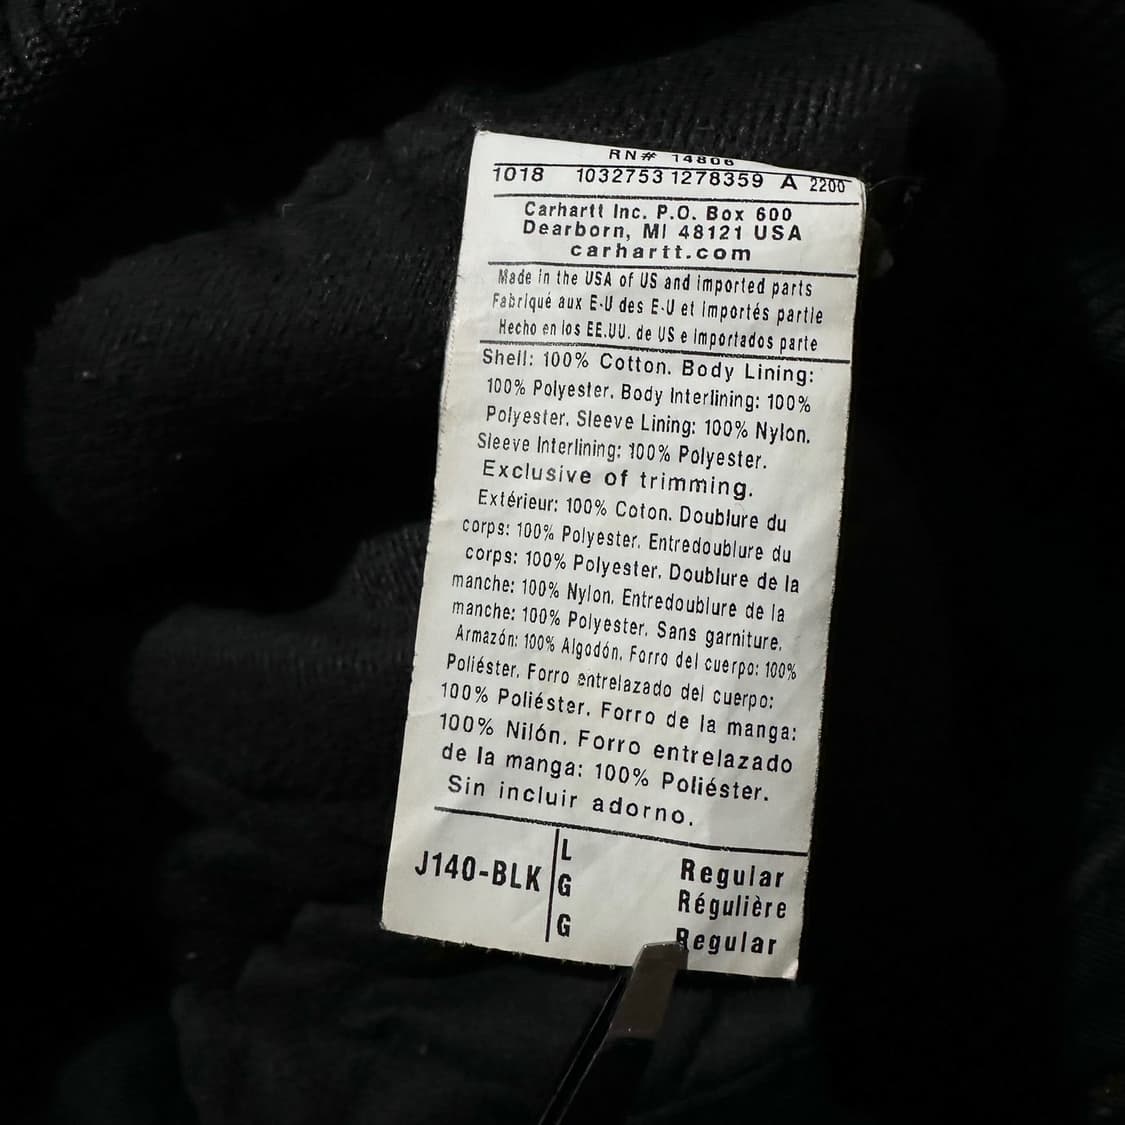 RN# 14806
1018 1032753 1278359 A 2200
Carhartt Inc. P.O. Box 600
Dearborn, MI 48121 USA
carhartt.com
Made in the USA of US and imported parts
Fabriqué aux E-U des E-U et importés partie
Hecho en los EE.UU. de US e importados parte
Shell: 100% Cotton. Body Lining:
100% Polyester. Body Interlining: 100%
Polyester. Sleeve Lining: 100% Nylon.
Sleeve Interlining: 100% Polyester.
Exclusive of trimming.
Extérieur: 100% Coton. Doublure du
corps: 100% Polyester. Entredoublure du
corps: 100% Polyester. Doublure de la
manche: 100% Nylon. Entredoublure de la
manche: 100% Polyester. Sans garniture.
Armazón: 100% Algodón. Forro del cuerpo: 100%
Poliéster. Forro entrelazado del cuerpo:
100% Poliéster. Forro de la manga:
100% Nilón. Forro entrelazado
de la manga: 100% Poliéster.
Sin incluir adorno.
J140-BLK
L Regular
G Régulière
G Regular